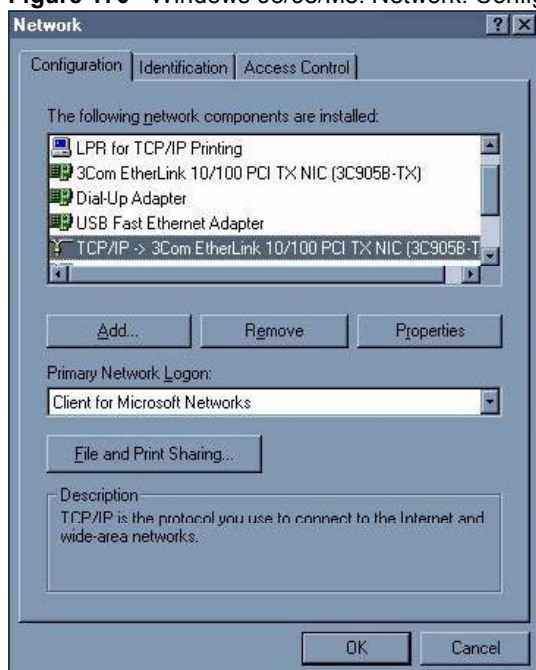 Figure 176 Windows 95/98/Me: Network: Config
Network
Configuration Identification Access Control
The following network components are installed:
LPR for TCP/IP Printing
3Com EtherLink 10/100 PCI TX NIC (3C905B-TX)
Dial-Up Adapter
USB Fast Ethernet Adapter
TCP/IP -> 3Com EtherLink 10/100 PCI TX NIC (3C905B-T
Add... Remove Properties
Primary Network Logon:
Client for Microsoft Networks
File and Print Sharing...
Description
TCP/IP is the protocol you use to connect to the Internet and
wide-area networks.
OK Cancel